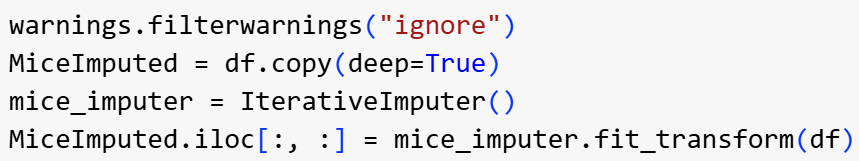 warnings.filterwarnings("ignore")
MiceImputed = df.copy(deep=True)
mice_imputer = IterativeImputer()
MiceImputed.iloc[:, :] = mice_imputer.fit_transform(df)